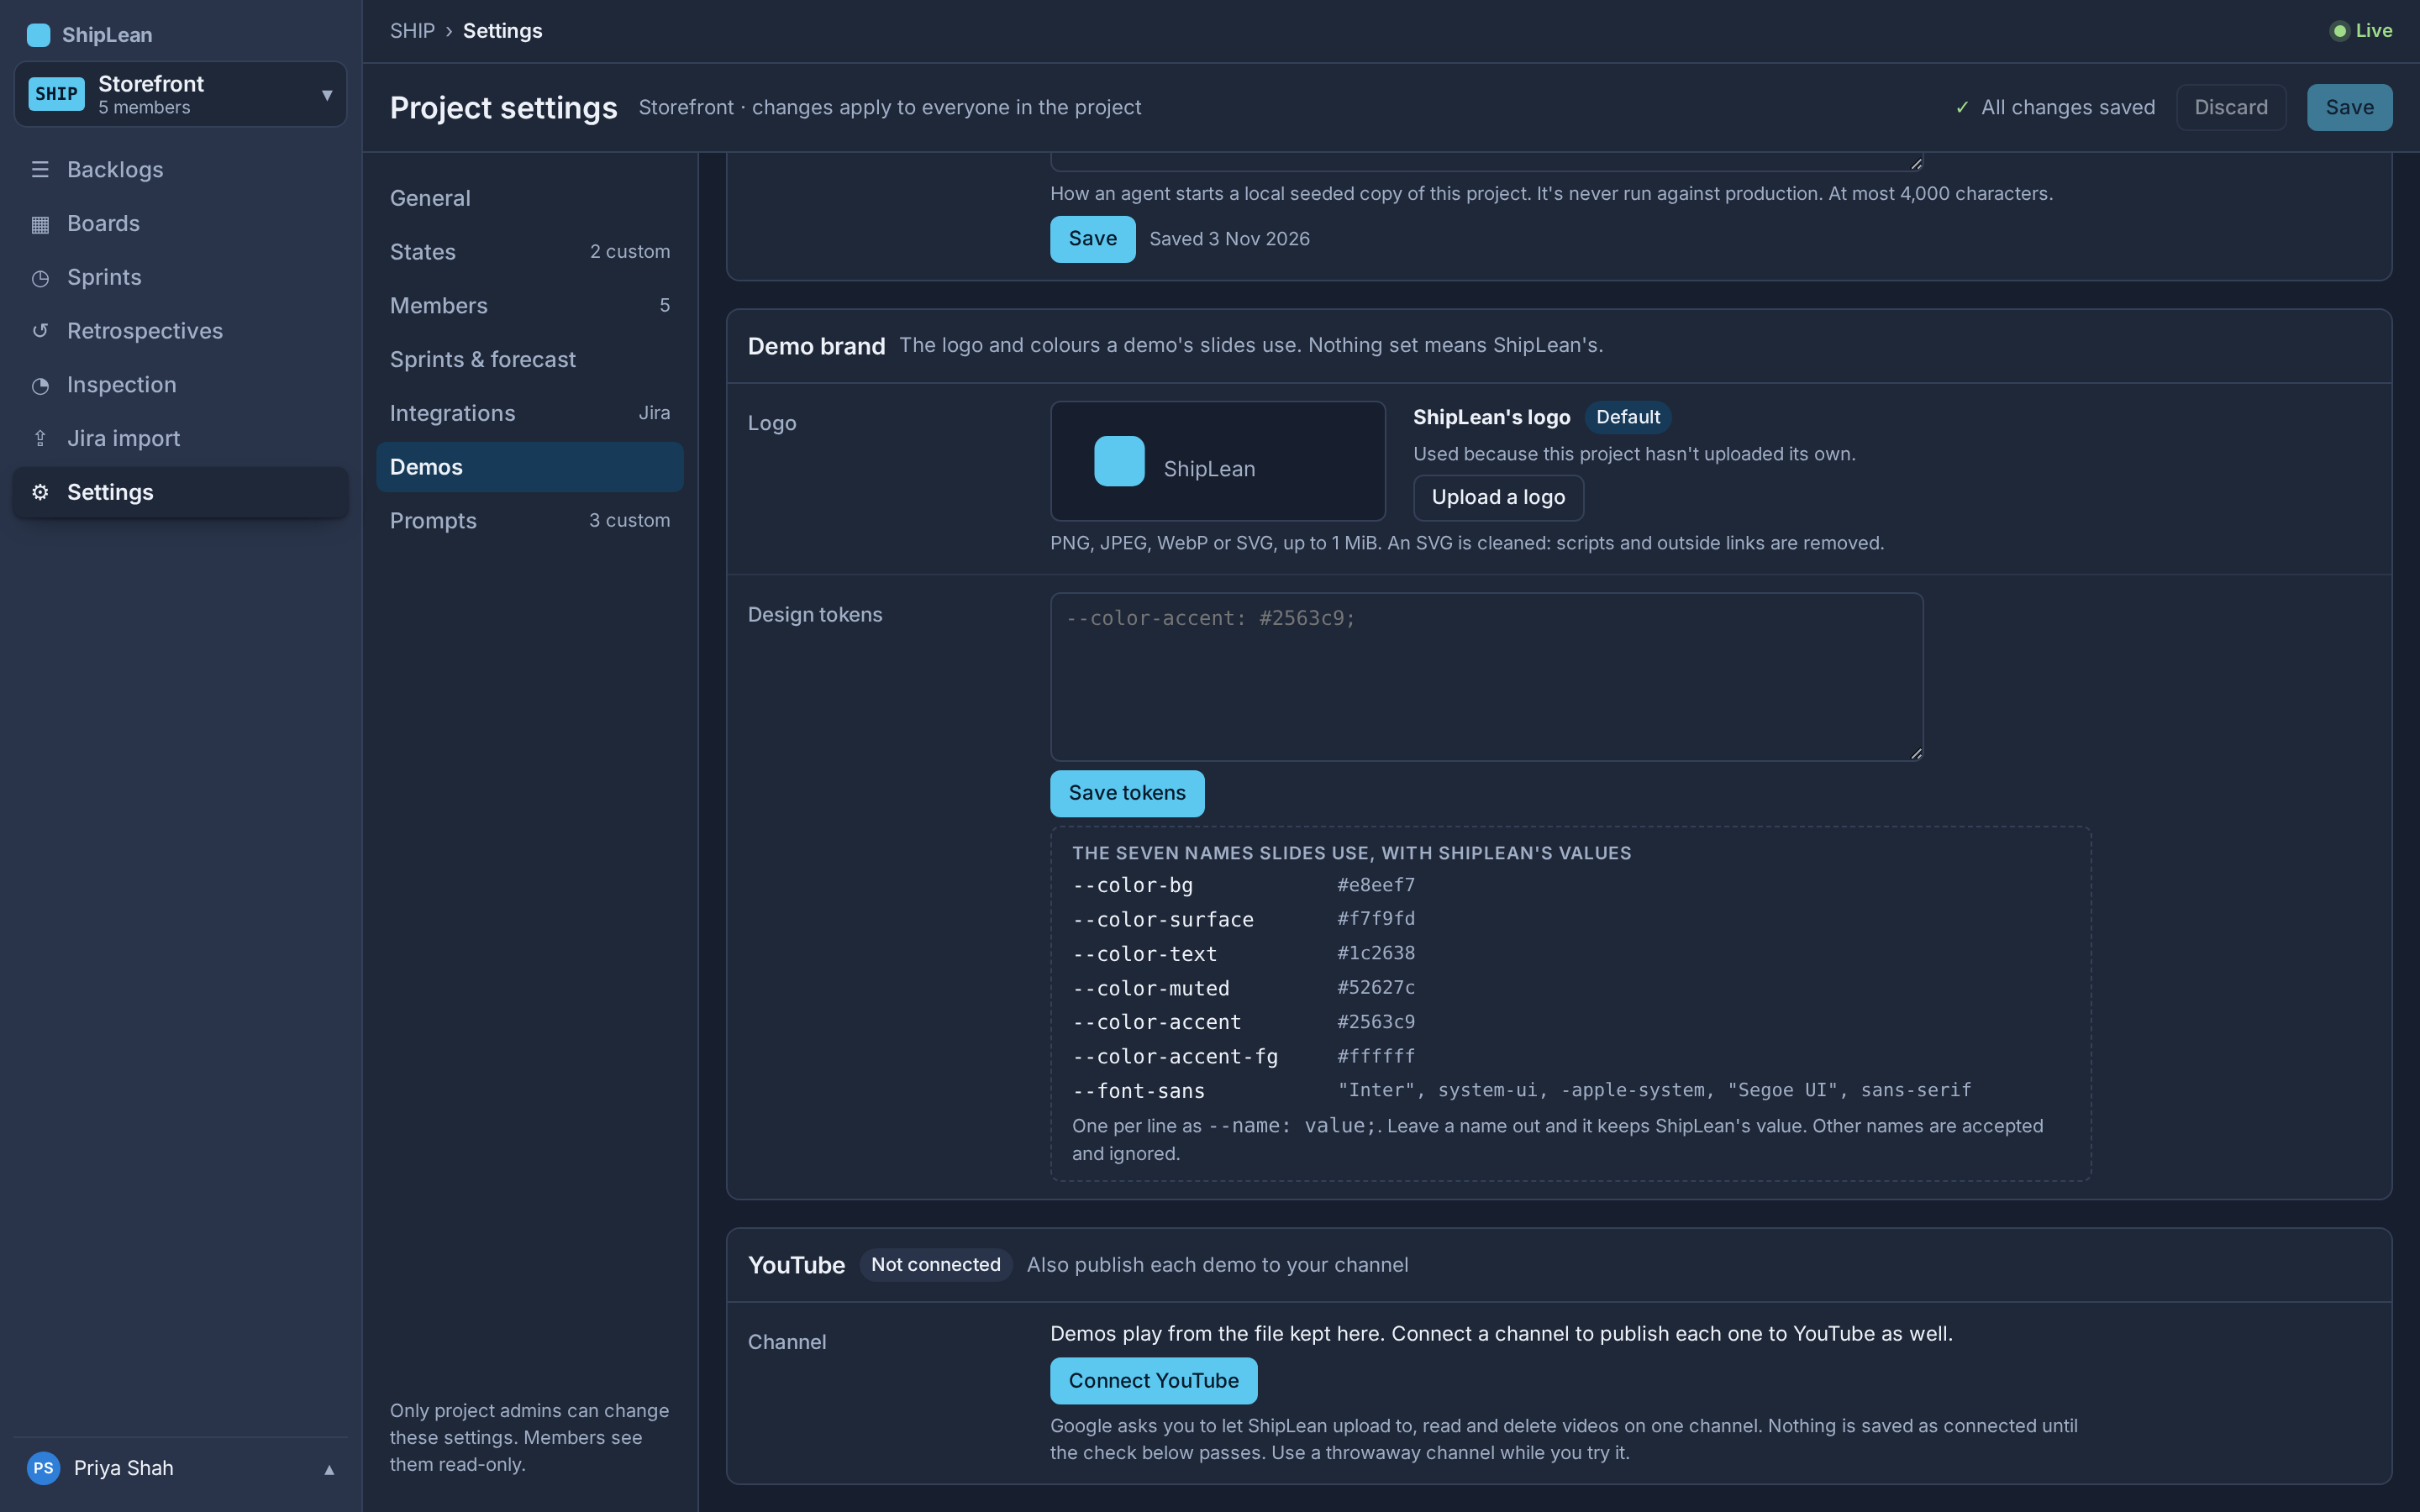 ShipLean
SHIP
Storefront
5 members
Backlogs
Boards
Sprints
Retrospectives
Inspection
Jira import
Settings
Priya Shah
PS
SHIP › Settings
Live
Project settings
Storefront · changes apply to everyone in the project
✓ All changes saved
Discard
Save
General
States
2 custom
Members
5
Sprints & forecast
Integrations
Jira
Demos
Prompts
3 custom
Only project admins can change
these settings. Members see
them read-only.
How an agent starts a local seeded copy of this project. It's never run against production. At most 4,000 characters.
Save
Saved 3 Nov 2026
Demo brand
The logo and colours a demo's slides use. Nothing set means ShipLean's.
Logo
ShipLean
ShipLean's logo
Default
Used because this project hasn't uploaded its own.
Upload a logo
PNG, JPEG, WebP or SVG, up to 1 MiB. An SVG is cleaned: scripts and outside links are removed.
Design tokens
--color-accent: #2563c9;
Save tokens
THE SEVEN NAMES SLIDES USE, WITH SHIPLEAN'S VALUES
--color-bg #e8eef7
--color-surface #f7f9fd
--color-text #1c2638
--color-muted #52627c
--color-accent #2563c9
--color-accent-fg #ffffff
--font-sans "Inter", system-ui, -apple-system, "Segoe UI", sans-serif
One per line as --name: value;. Leave a name out and it keeps ShipLean's value. Other names are accepted
and ignored.
YouTube
Not connected
Also publish each demo to your channel
Channel
Demos play from the file kept here. Connect a channel to publish each one to YouTube as well.
Connect YouTube
Google asks you to let ShipLean upload to, read and delete videos on one channel. Nothing is saved as connected until
the check below passes. Use a throwaway channel while you try it.